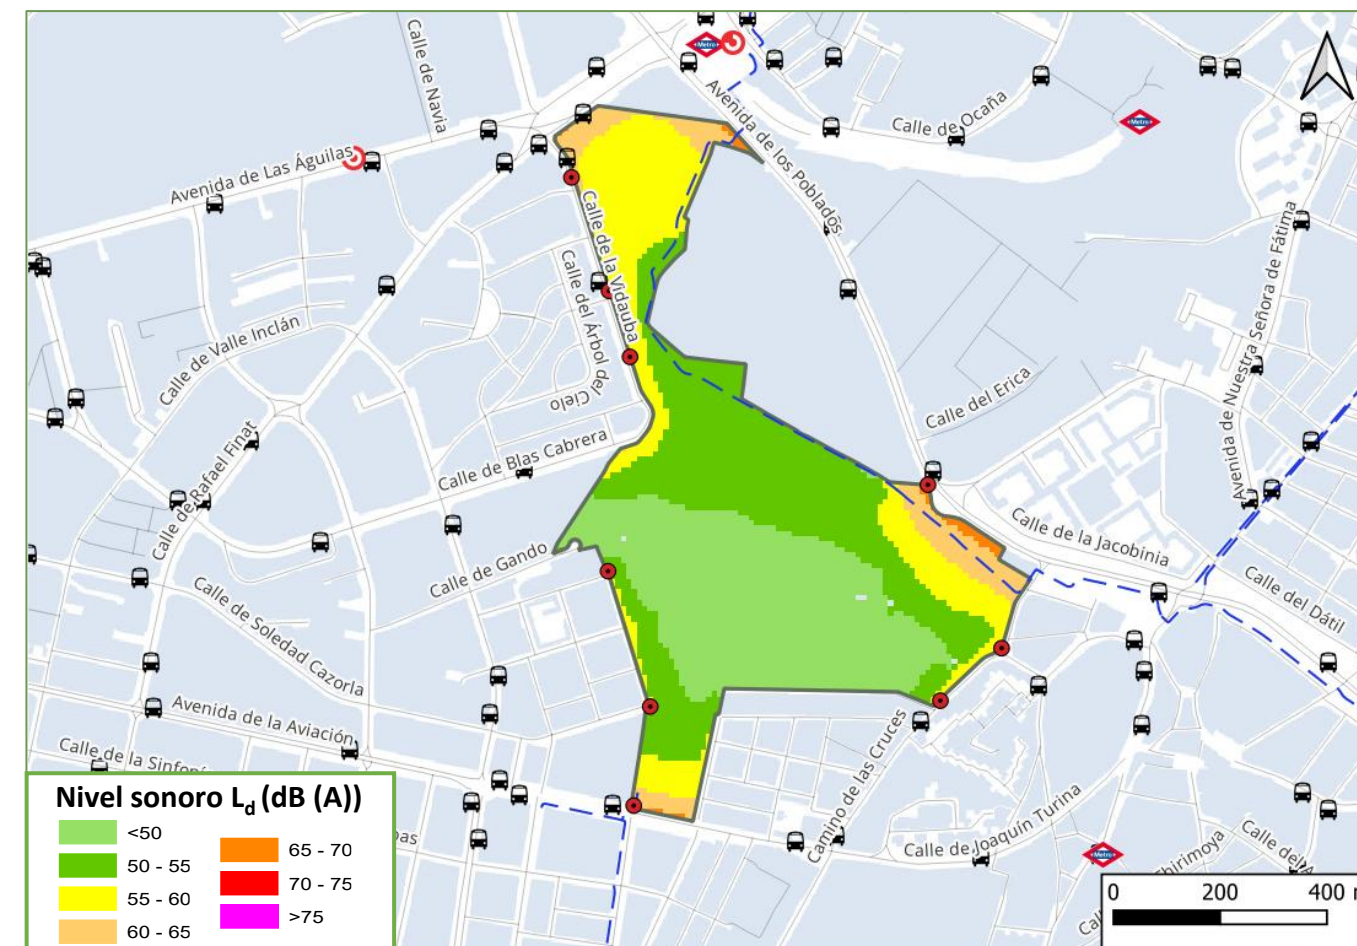 Calle de Navia
Metro
Avenida de los Poblados
Calle de Ocaña
Metro
Avenida de Las Águilas
Calle de la Vidauba
Calle del Árbol del Cielo
Avenida de Nuestra Señora de Fátima
Calle de Valle Inclán
Calle del Erica
Calle de Rafael Finat
Calle de Blas Cabrera
Calle de la Jacobinia
Calle de Gando
Calle del Dátil
Calle de Soledad Cazorla
Avenida de la Aviación
Camino de las Cruces
Calle de la Sinfoní
Calle de Joaquín Turina
Metro
Nivel sonoro Ld (dB (A))
<50
50 - 55
55 - 60
60 - 65
65 - 70
70 - 75
>75
0 200 400 m